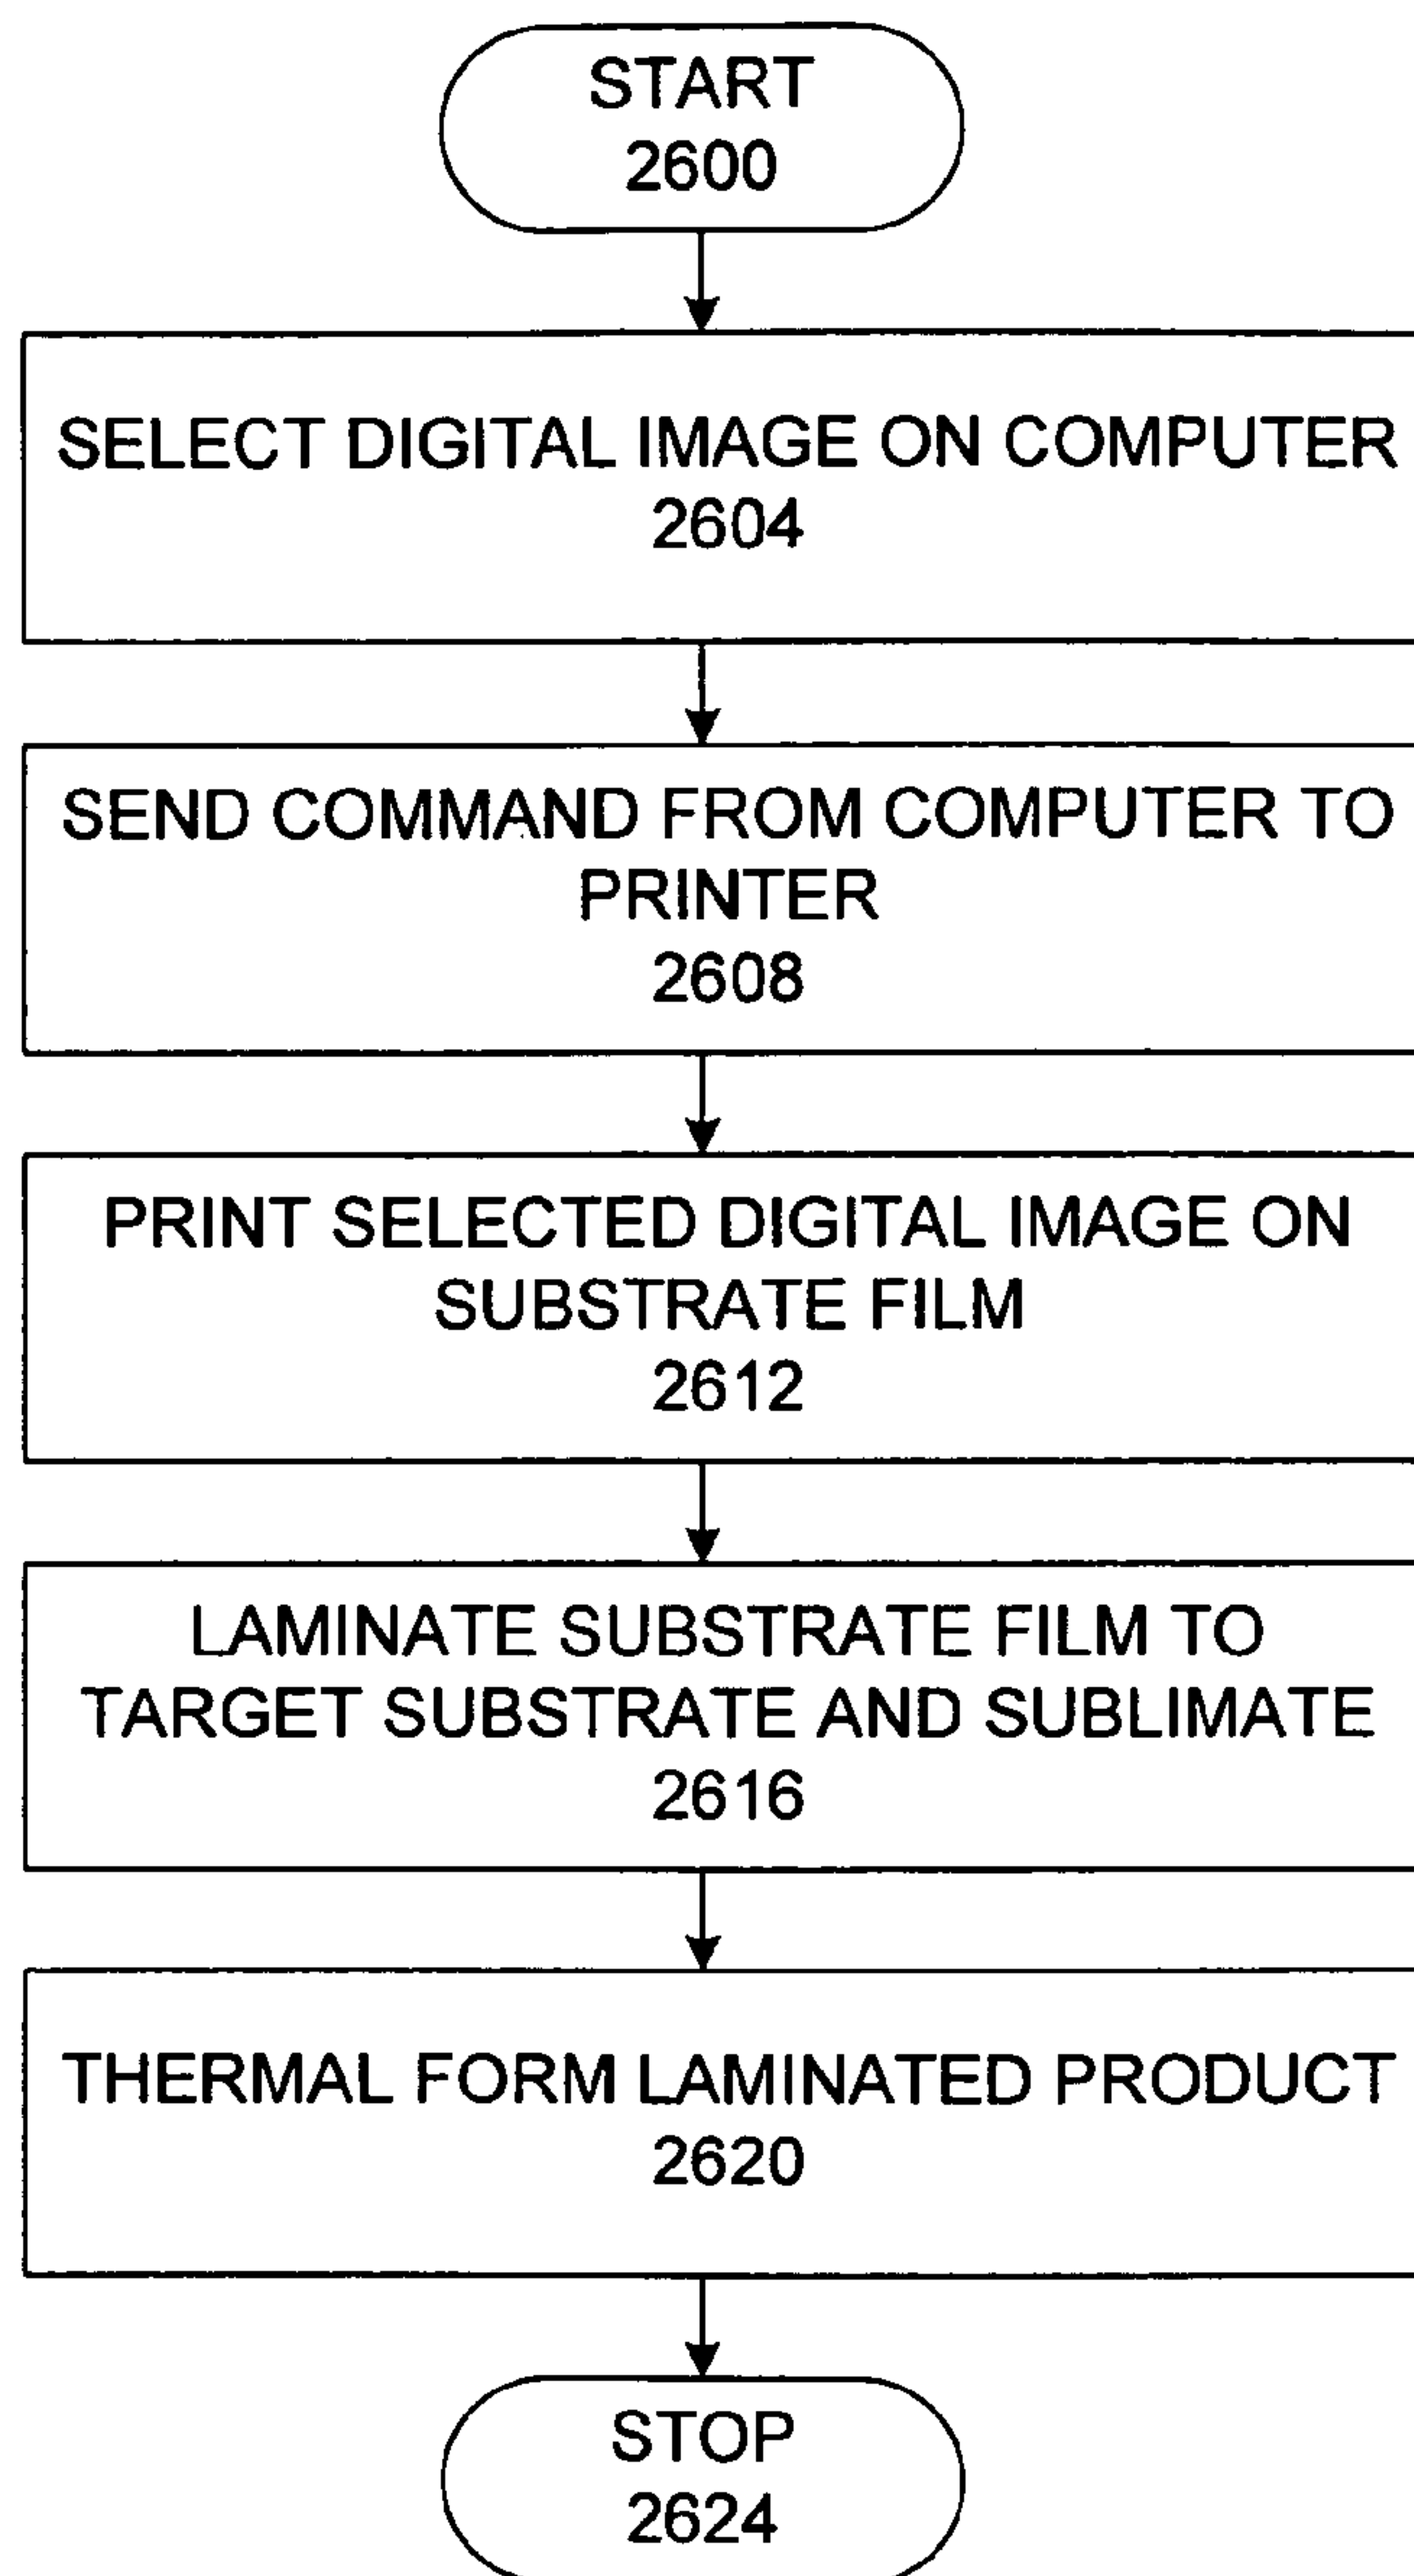 START
2600
SELECT DIGITAL IMAGE ON COMPUTER
2604
SEND COMMAND FROM COMPUTER TO
PRINTER
2608
PRINT SELECTED DIGITAL IMAGE ON
SUBSTRATE FILM
2612
LAMINATE SUBSTRATE FILM TO
TARGET SUBSTRATE AND SUBLIMATE
2616
THERMAL FORM LAMINATED PRODUCT
2620
STOP
2624